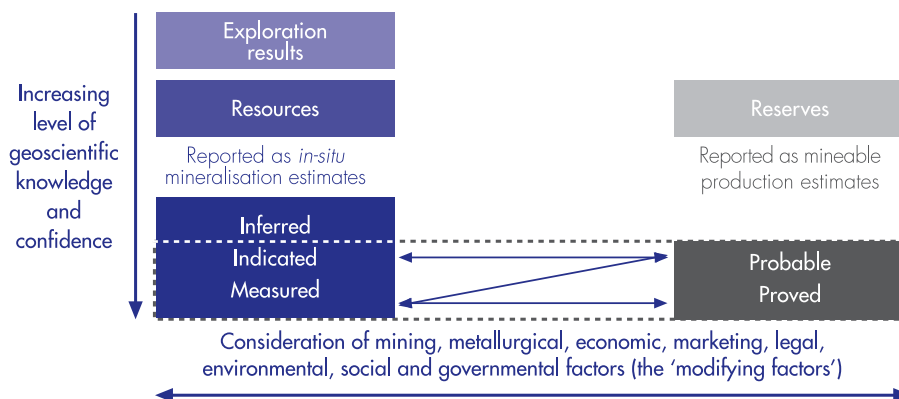 Increasing
level of
geoscientific
knowledge
and
confidence
Exploration
results
Resources
Reported as in-situ
mineralisation estimates
Inferred
Indicated
Measured
Reserves
Reported as mineable
production estimates
Probable
Proved
Consideration of mining, metallurgical, economic, marketing, legal,
environmental, social and governmental factors (the ‘modifying factors’)